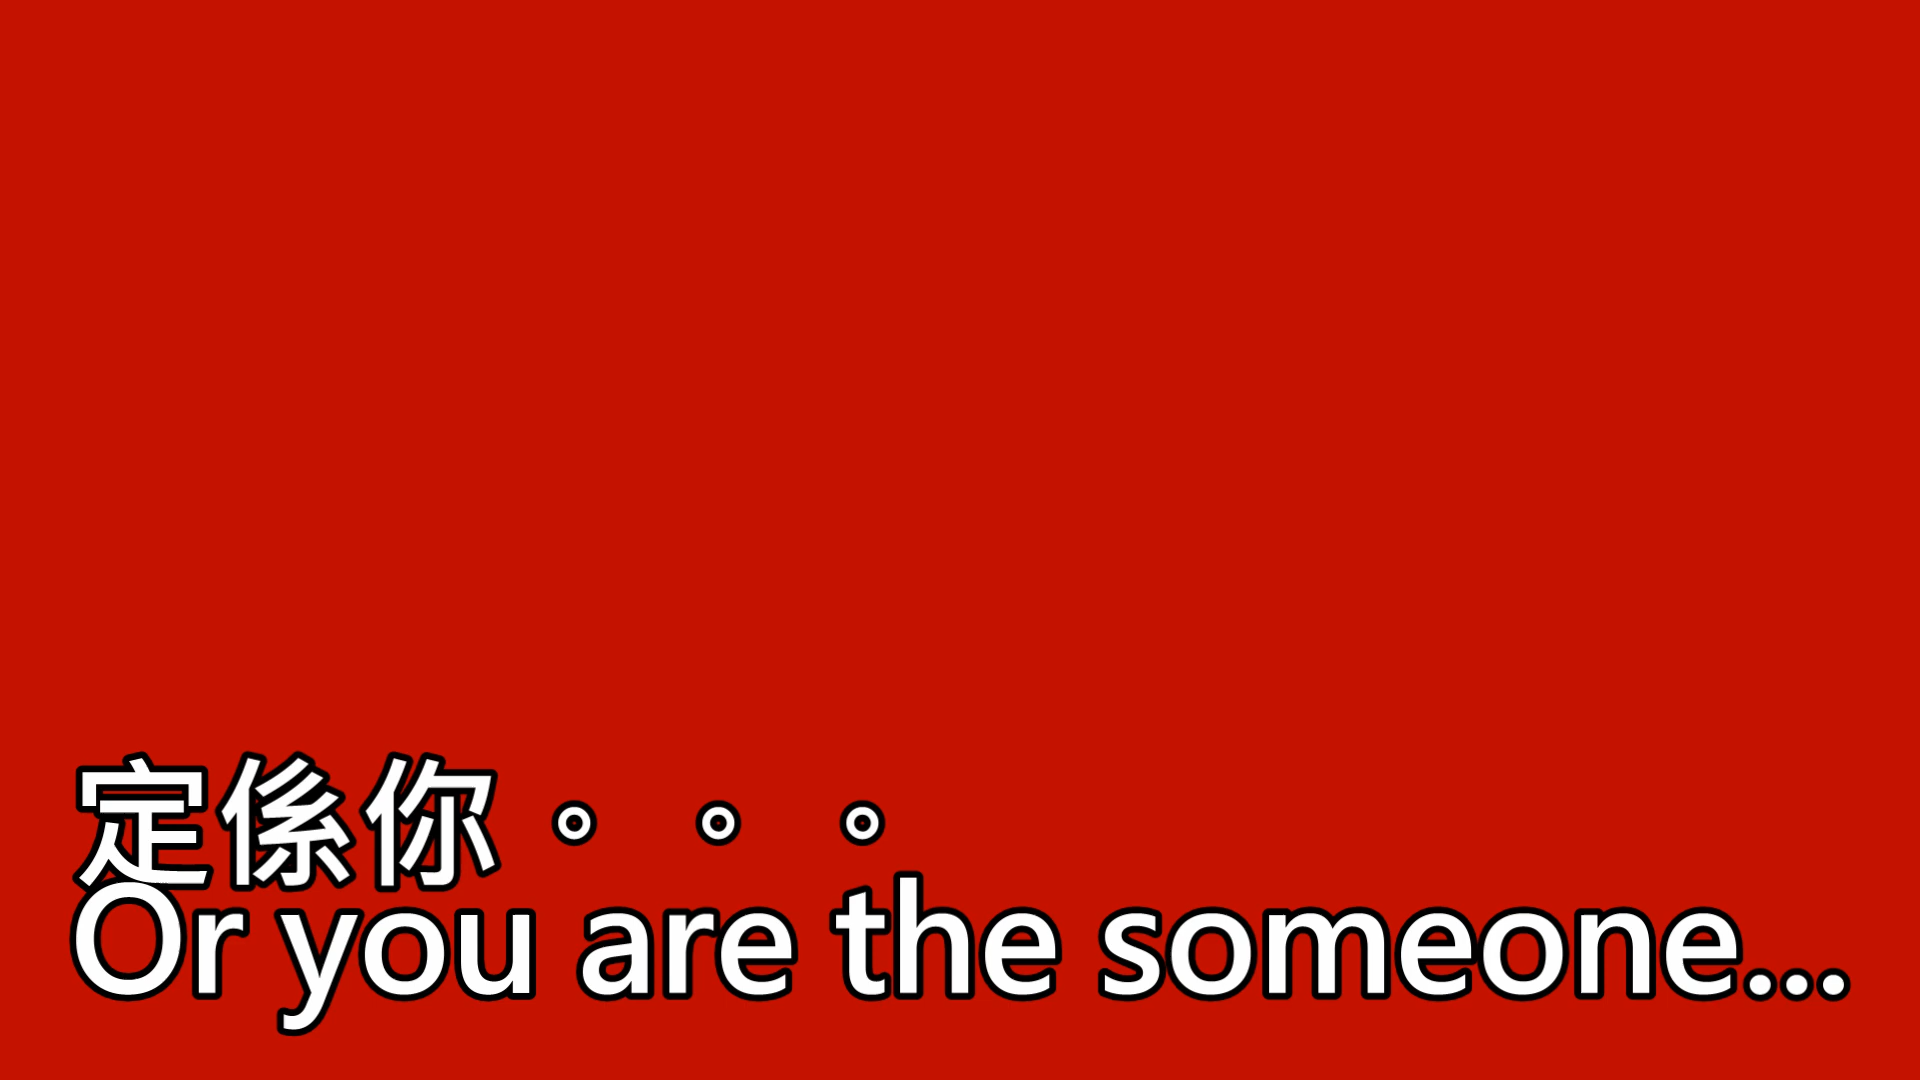 定係你。。。
Or you are the someone...